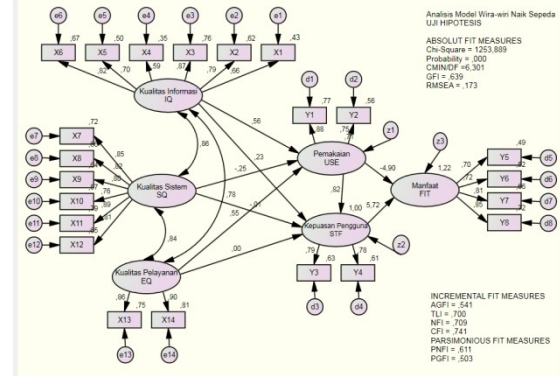 Analisis Model Wira-wiri Naik Sepeda
UJI HIPOTESIS
ABSOLUT FIT MEASURES
Chi-Square = 1253,889
Probability = ,000
CMIN/DF =6,301
GFI = ,639
RMSEA = ,173
e6 e5 e4 e3 e2 e1
,67 ,50 ,35 ,76 ,62 ,43
X6 X5 X4 X3 X2 X1
,82 ,70 ,59 ,87 ,79 ,66
Kualitas Informasi
IQ
d1 d2
,77 ,56
Y1 Y2
,88 ,75
z1
z3
,56
,23
,86
e7 X7 ,72
e8 X8
e9 X9
e10 X10
e11 X11
e12 X12
,85
,82
,76
,89
,81
Kualitas Sistem
SQ
-,25
,78
-,01
,55
,84
,00
Pemakaian
USE
-4,90
,82
1,22
Manfaat
FIT
,70 Y5 ,49 d5
,72 Y6 d6
,81 Y7 d7
,85 Y8 d8
1,00
5,72
Kepuasan Pengguna
STF
z2
,79 ,63 ,78 ,61
Y3 Y4
d3 d4
Kualitas Pelayanan
EQ
,86 ,75 ,90 ,81
X13 X14
e13 e14
INCREMENTAL FIT MEASURES
AGFI = ,541
TLI = ,700
NFI = ,709
CFI = ,741
PARSIMONIOUS FIT MEASURES
PNFI = ,611
PGFI = ,503